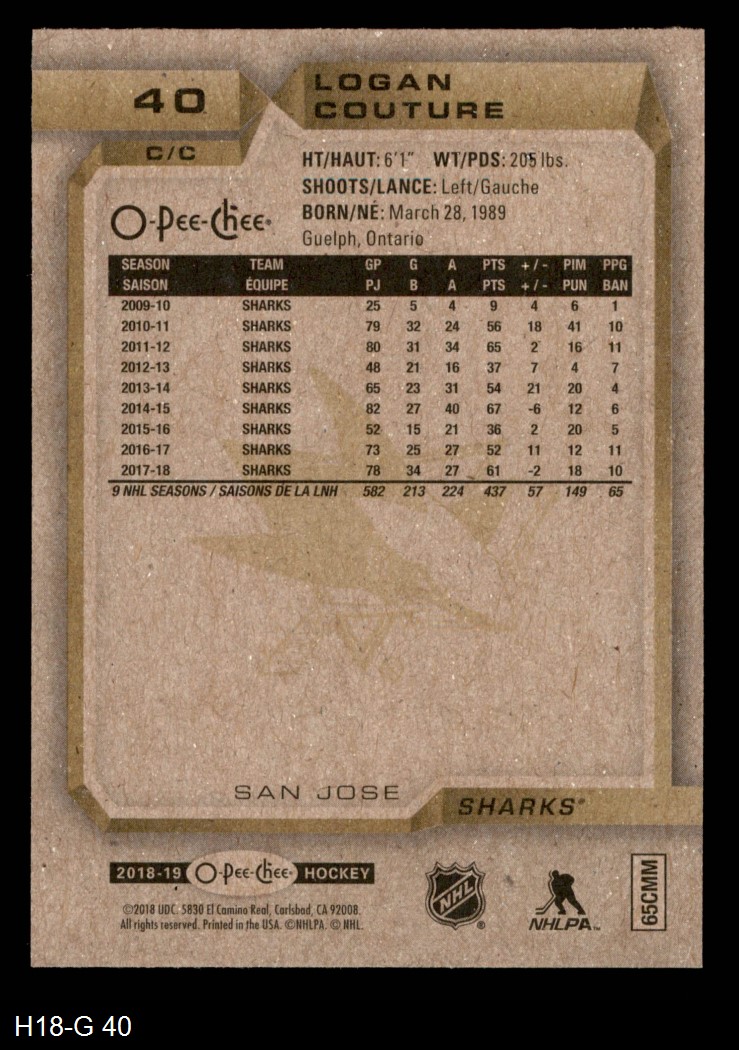 40
LOGAN
COUTURE
C/C
HT/HAUT: 6'1" WT/PDS: 205 lbs.
SHOOTS/LANCE: Left/Gauche
BORN/NÉ: March 28, 1989
Guelph, Ontario
O-Pee-Chee
SEASON TEAM GP G A PTS +/- PIM PPG
SAISON ÉQUIPE PJ B A PTS +/- PUN BAN
2009-10 SHARKS 25 5 4 9 4 6 1
2010-11 SHARKS 79 32 24 56 18 41 10
2011-12 SHARKS 80 31 34 65 2 16 11
2012-13 SHARKS 48 21 16 37 7 4 7
2013-14 SHARKS 65 23 31 54 21 20 4
2014-15 SHARKS 82 27 40 67 -6 12 6
2015-16 SHARKS 52 15 21 36 2 20 5
2016-17 SHARKS 73 25 27 52 11 12 11
2017-18 SHARKS 78 34 27 61 -2 18 10
9 NHL SEASONS / SAISONS DE LA LNH 582 213 224 437 57 149 65
SAN JOSE
SHARKS®
2018-19 O-Pee-Chee HOCKEY
©2018 UDC. 5830 El Camino Real, Carlsbad, CA 92008.
All rights reserved. Printed in the USA. ©NHLPA. © NHL.
NHL®
NHLPA™
65CMM
H18-G 40